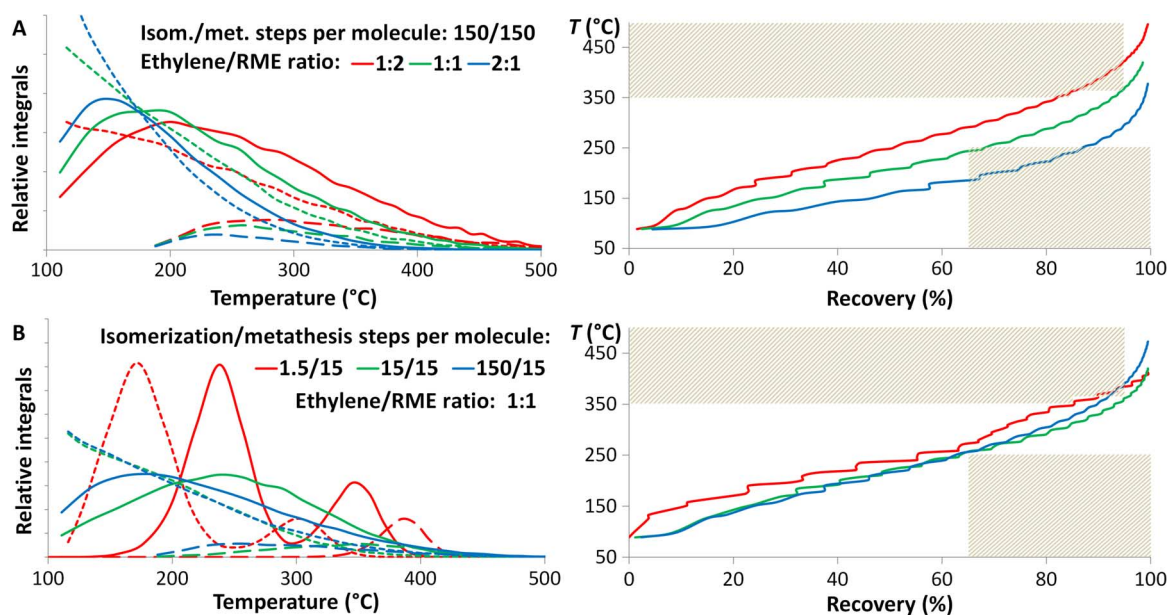 A
Isom./met. steps per molecule: 150/150
Ethylene/RME ratio: 1:2 1:1 2:1
Relative integrals
100 200 300 400 500
Temperature (°C)
T (°C)
450
350
250
150
50
0 20 40 60 80 100
Recovery (%)
B
Isomerization/metathesis steps per molecule:
1.5/15 15/15 150/15
Ethylene/RME ratio: 1:1
Relative integrals
100 200 300 400 500
Temperature (°C)
T (°C)
450
350
250
150
50
0 20 40 60 80 100
Recovery (%)